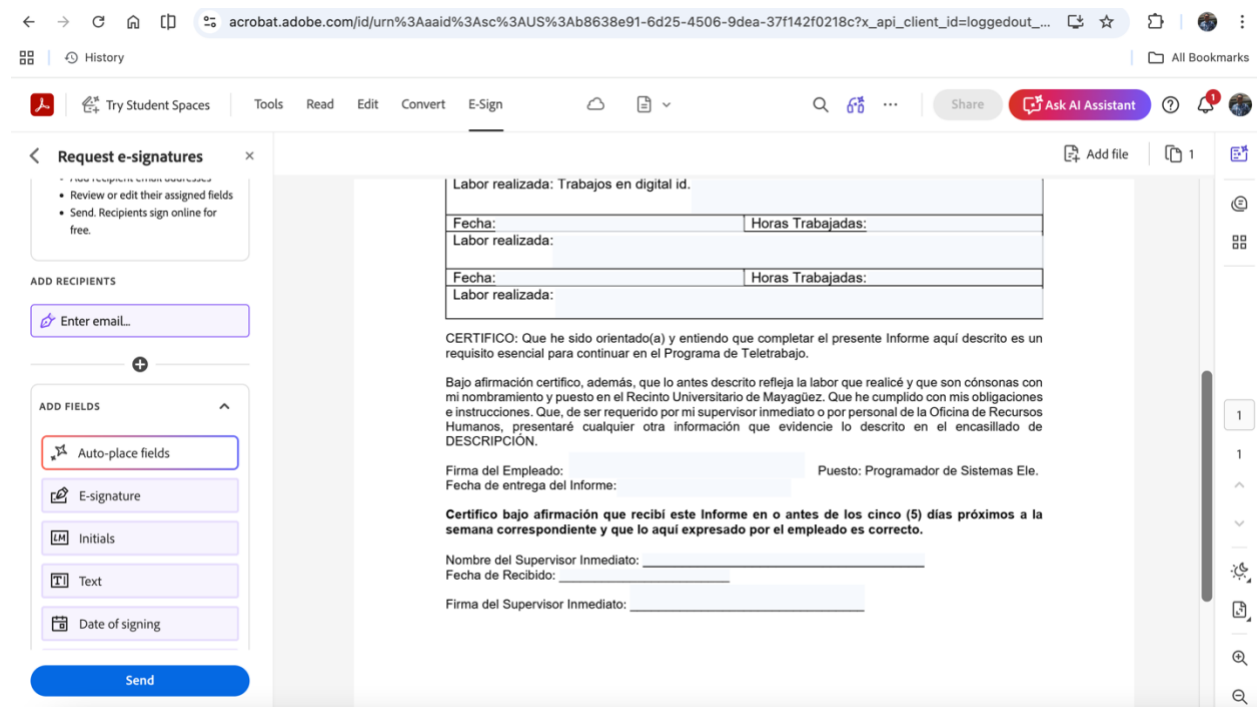 acrobat.adobe.com/id/urn%3Aaaid%3Asc%3AUS%3Ab8638e91-6d25-4506-9dea-37f142f0218c?x_api_client_id=loggedout_...
History
All Bookmarks
Try Student Spaces
Tools
Read
Edit
Convert
E-Sign
Share
Ask AI Assistant
1
Request e-signatures
Add file
1
• Review or edit their assigned fields
• Send. Recipients sign online for
free.
ADD RECIPIENTS
Enter email...
ADD FIELDS
Auto-place fields
E-signature
LM Initials
Text
Date of signing
Send
Labor realizada: Trabajos en digital id.
Fecha: Horas Trabajadas:
Labor realizada:
Fecha: Horas Trabajadas:
Labor realizada:
CERTIFICO: Que he sido orientado(a) y entiendo que completar el presente Informe aquí descrito es un
requisito esencial para continuar en el Programa de Teletrabajo.
Bajo afirmación certifico, además, que lo antes descrito refleja la labor que realicé y que son cónsonas con
mi nombramiento y puesto en el Recinto Universitario de Mayagüez. Que he cumplido con mis obligaciones
e instrucciones. Que, de ser requerido por mi supervisor inmediato o por personal de la Oficina de Recursos
Humanos, presentaré cualquier otra información que evidencie lo descrito en el encasillado de
DESCRIPCIÓN.
Firma del Empleado: Puesto: Programador de Sistemas Ele.
Fecha de entrega del Informe:
Certifico bajo afirmación que recibí este Informe en o antes de los cinco (5) días próximos a la
semana correspondiente y que lo aquí expresado por el empleado es correcto.
Nombre del Supervisor Inmediato:
Fecha de Recibido:
Firma del Supervisor Inmediato:
1
1